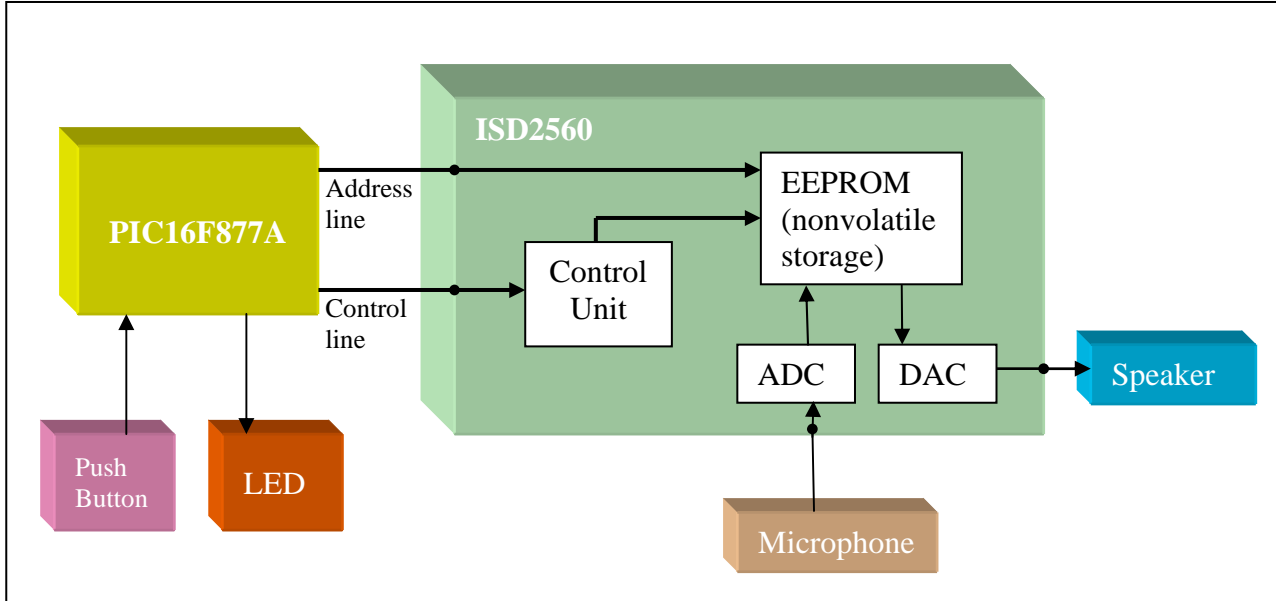 ISD2560
PIC16F877A
Address
line
EEPROM
(nonvolatile
storage)
Control
Unit
Control
line
ADC
DAC
Speaker
Push
Button
LED
Microphone